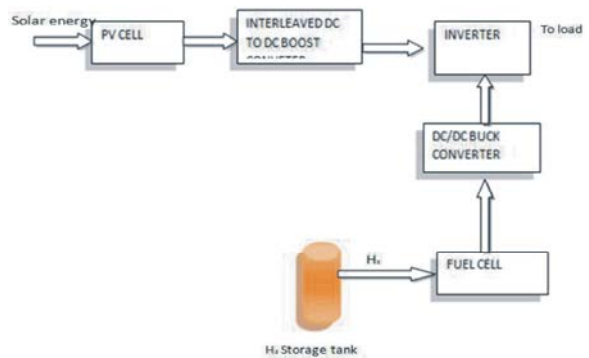 Solar energy
PV CELL
INTERLEAVED DC
TO DC BOOST
CONVETER
INVERTER
To load
DC/DC BUCK
CONVERTER
H₂
FUEL CELL
H₂ Storage tank